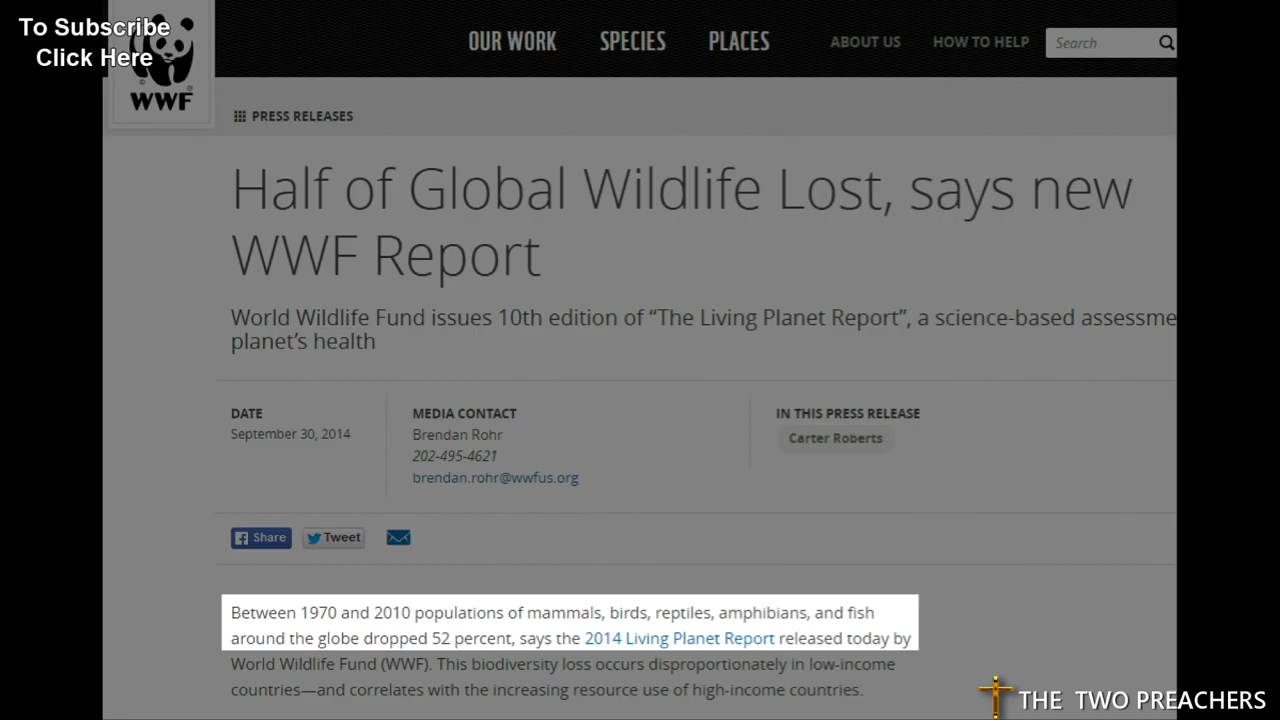 To Subscribe
Click Here
WWF
OUR WORK
SPECIES
PLACES
ABOUT US
HOW TO HELP
Search
PRESS RELEASES
Half of Global Wildlife Lost, says new
WWF Report
World Wildlife Fund issues 10th edition of “The Living Planet Report”, a science-based assessme
planet’s health
DATE
September 30, 2014
MEDIA CONTACT
Brendan Rohr
202-495-4621
brendan.rohr@wwfus.org
IN THIS PRESS RELEASE
Carter Roberts
Share
Tweet
Between 1970 and 2010 populations of mammals, birds, reptiles, amphibians, and fish
around the globe dropped 52 percent, says the 2014 Living Planet Report released today by
World Wildlife Fund (WWF). This biodiversity loss occurs disproportionately in low-income
countries—and correlates with the increasing resource use of high-income countries.
THE TWO PREACHERS